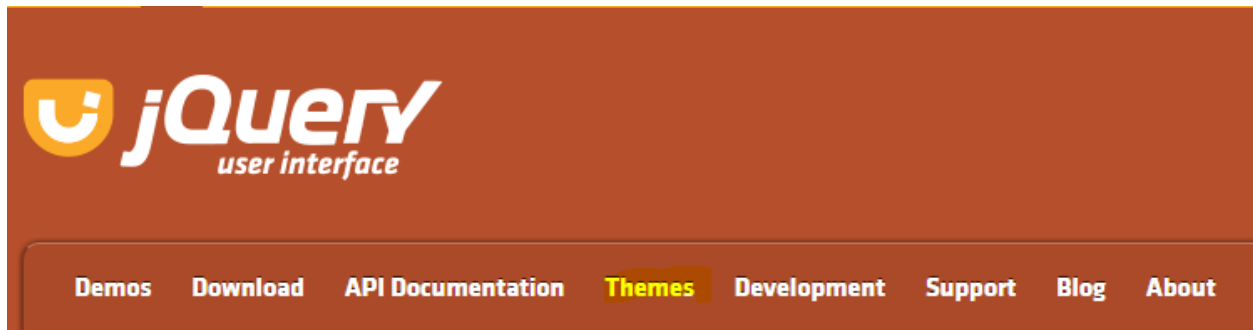 jQuery
user interface
Demos Download API Documentation Themes Development Support Blog About